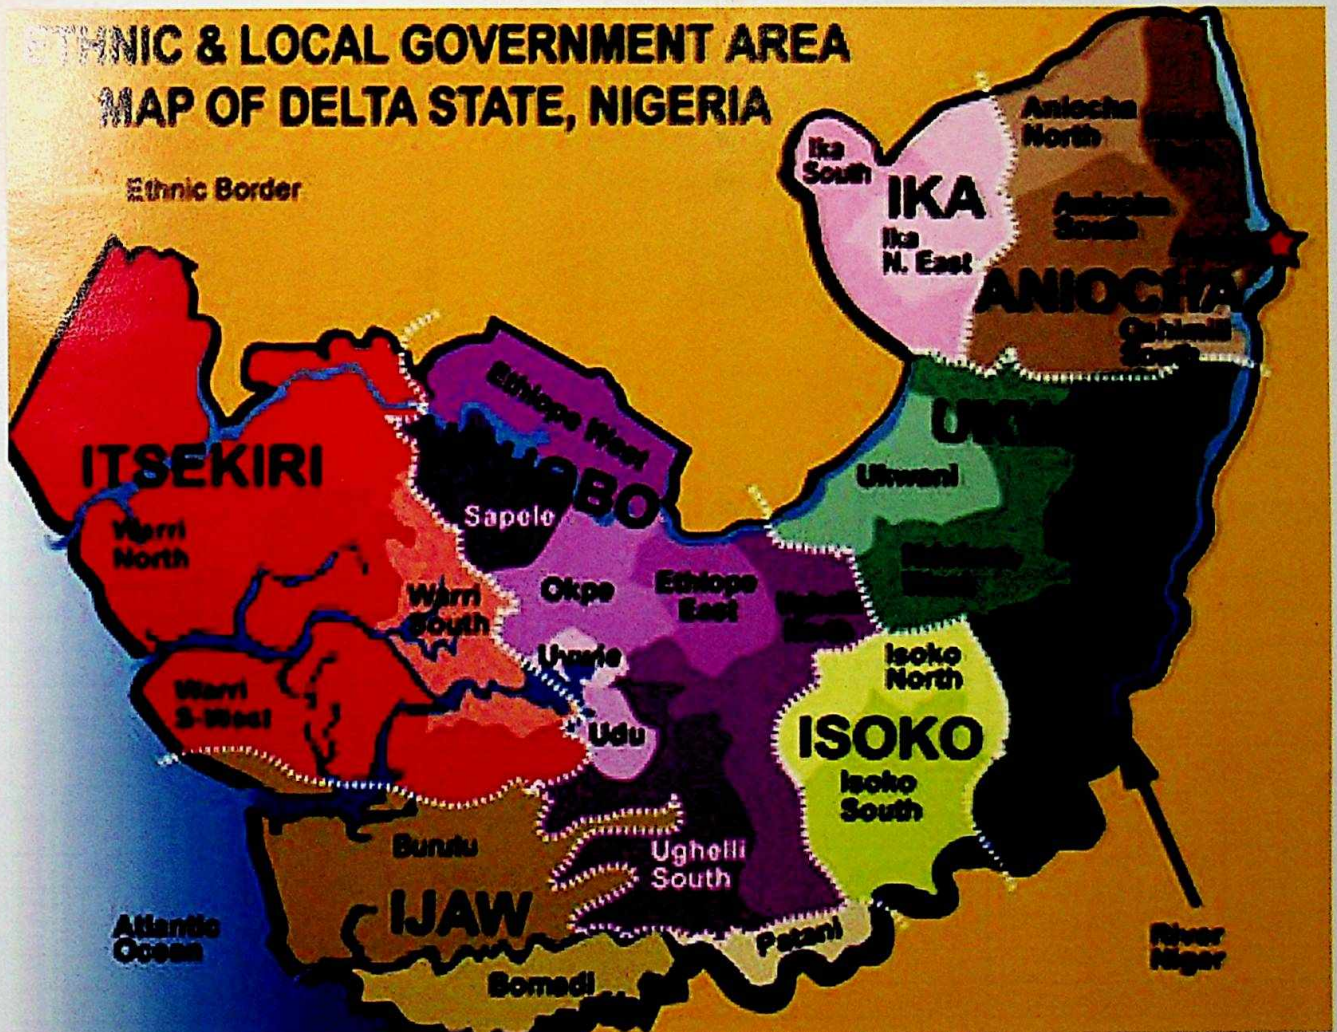 ETHNIC & LOCAL GOVERNMENT AREA
MAP OF DELTA STATE, NIGERIA
Ethnic Border
Ika
South
IKA
Ika
N. East
Aniocha
North
Aniocha
South
ANIOCHA
Oshimili
South
Ethiope West
ITSEKIRI
Warri
North
Sapele
Ukwani
Okpe
Ethiope
East
Warri
South
Uvwie
Isoko
North
Warri
S-West
Udu
ISOKO
Isoko
South
Burutu
Ughelli
South
IJAW
Atlantic
Ocean
Patani
River
Niger
Bomadi